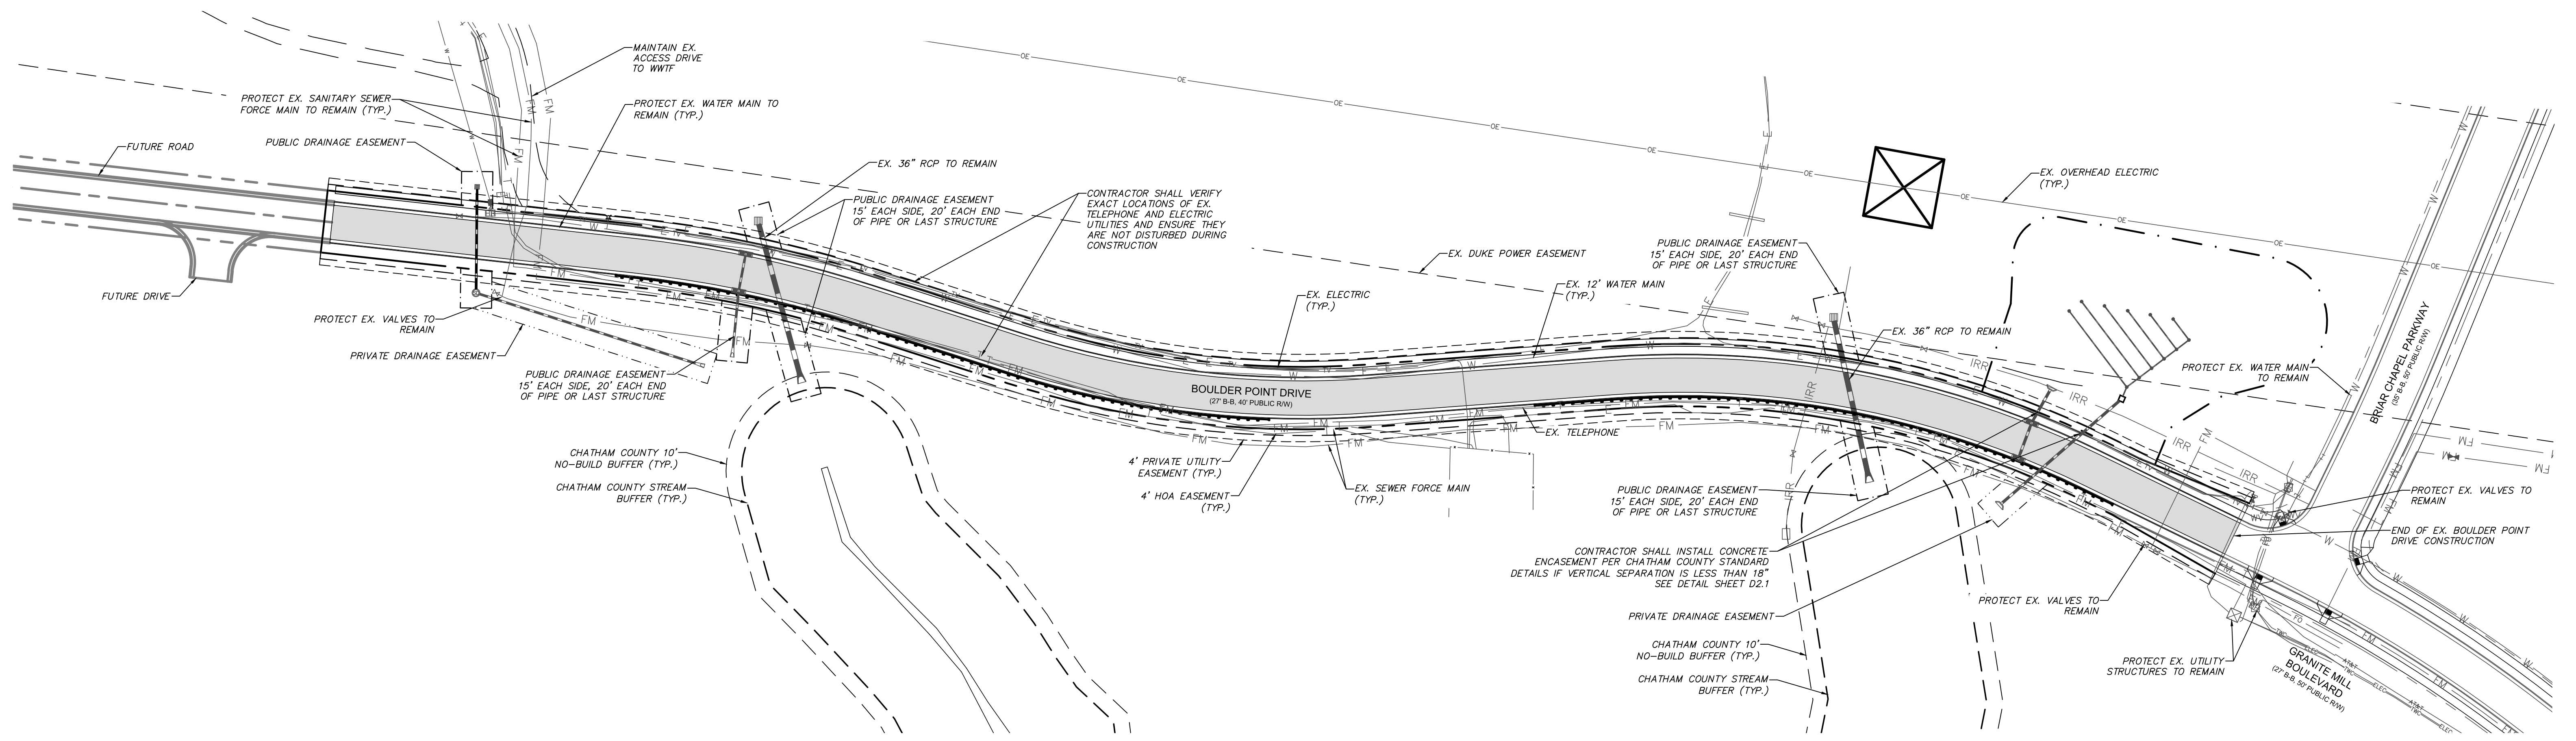 MAINTAIN EX.
ACCESS DRIVE
TO WWTF
PROTECT EX. SANITARY SEWER
FORCE MAIN TO REMAIN (TYP.)
PROTECT EX. WATER MAIN TO
REMAIN (TYP.)
PUBLIC DRAINAGE EASEMENT
FUTURE ROAD
FUTURE DRIVE
EX. 36" RCP TO REMAIN
PUBLIC DRAINAGE EASEMENT
15' EACH SIDE, 20' EACH END
OF PIPE OR LAST STRUCTURE
CONTRACTOR SHALL VERIFY
EXACT LOCATIONS OF EX.
TELEPHONE AND ELECTRIC
UTILITIES AND ENSURE THEY
ARE NOT DISTURBED DURING
CONSTRUCTION
PROTECT EX. VALVES TO
REMAIN
PRIVATE DRAINAGE EASEMENT
PUBLIC DRAINAGE EASEMENT
15' EACH SIDE, 20' EACH END
OF PIPE OR LAST STRUCTURE
CHATHAM COUNTY 10'
NO-BUILD BUFFER (TYP.)
CHATHAM COUNTY STREAM
BUFFER (TYP.)
EX. ELECTRIC
(TYP.)
EX. DUKE POWER EASEMENT
EX. 12' WATER MAIN
(TYP.)
BOULDER POINT DRIVE
(27' B-B, 40' PUBLIC R/W)
EX. TELEPHONE
4' PRIVATE UTILITY
EASEMENT (TYP.)
4' HOA EASEMENT
(TYP.)
EX. SEWER FORCE MAIN
(TYP.)
PUBLIC DRAINAGE EASEMENT
15' EACH SIDE, 20' EACH END
OF PIPE OR LAST STRUCTURE
EX. OVERHEAD ELECTRIC
(TYP.)
EX. 36" RCP TO REMAIN
PROTECT EX. WATER MAIN
TO REMAIN
BRIAR CHAPEL PARKWAY
(35' B-B, 50' PUBLIC R/W)
PUBLIC DRAINAGE EASEMENT
15' EACH SIDE, 20' EACH END
OF PIPE OR LAST STRUCTURE
CONTRACTOR SHALL INSTALL CONCRETE
ENCASEMENT PER CHATHAM COUNTY STANDARD
DETAILS IF VERTICAL SEPARATION IS LESS THAN 18"
SEE DETAIL SHEET D2.1
PRIVATE DRAINAGE EASEMENT
CHATHAM COUNTY 10'
NO-BUILD BUFFER (TYP.)
CHATHAM COUNTY STREAM
BUFFER (TYP.)
PROTECT EX. VALVES TO
REMAIN
END OF EX. BOULDER POINT
DRIVE CONSTRUCTION
PROTECT EX. VALVES TO
REMAIN
PROTECT EX. UTILITY
STRUCTURES TO REMAIN
GRANITE MILL
BOULEVARD
(27' B-B, 50' PUBLIC R/W)